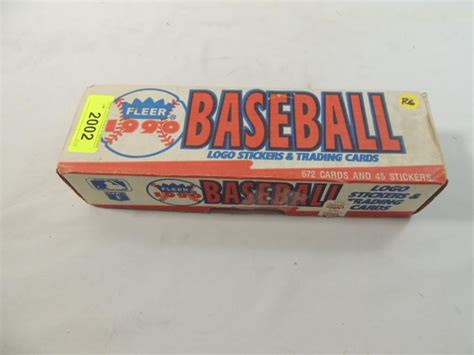 FLEER ®
1990
BASEBALL
LOGO STICKERS & TRADING CARDS
672 CARDS AND 45 STICKERS
2002
R6
FLEER
1990
BASEBALL
LOGO
STICKERS &
TRADING
CARDS